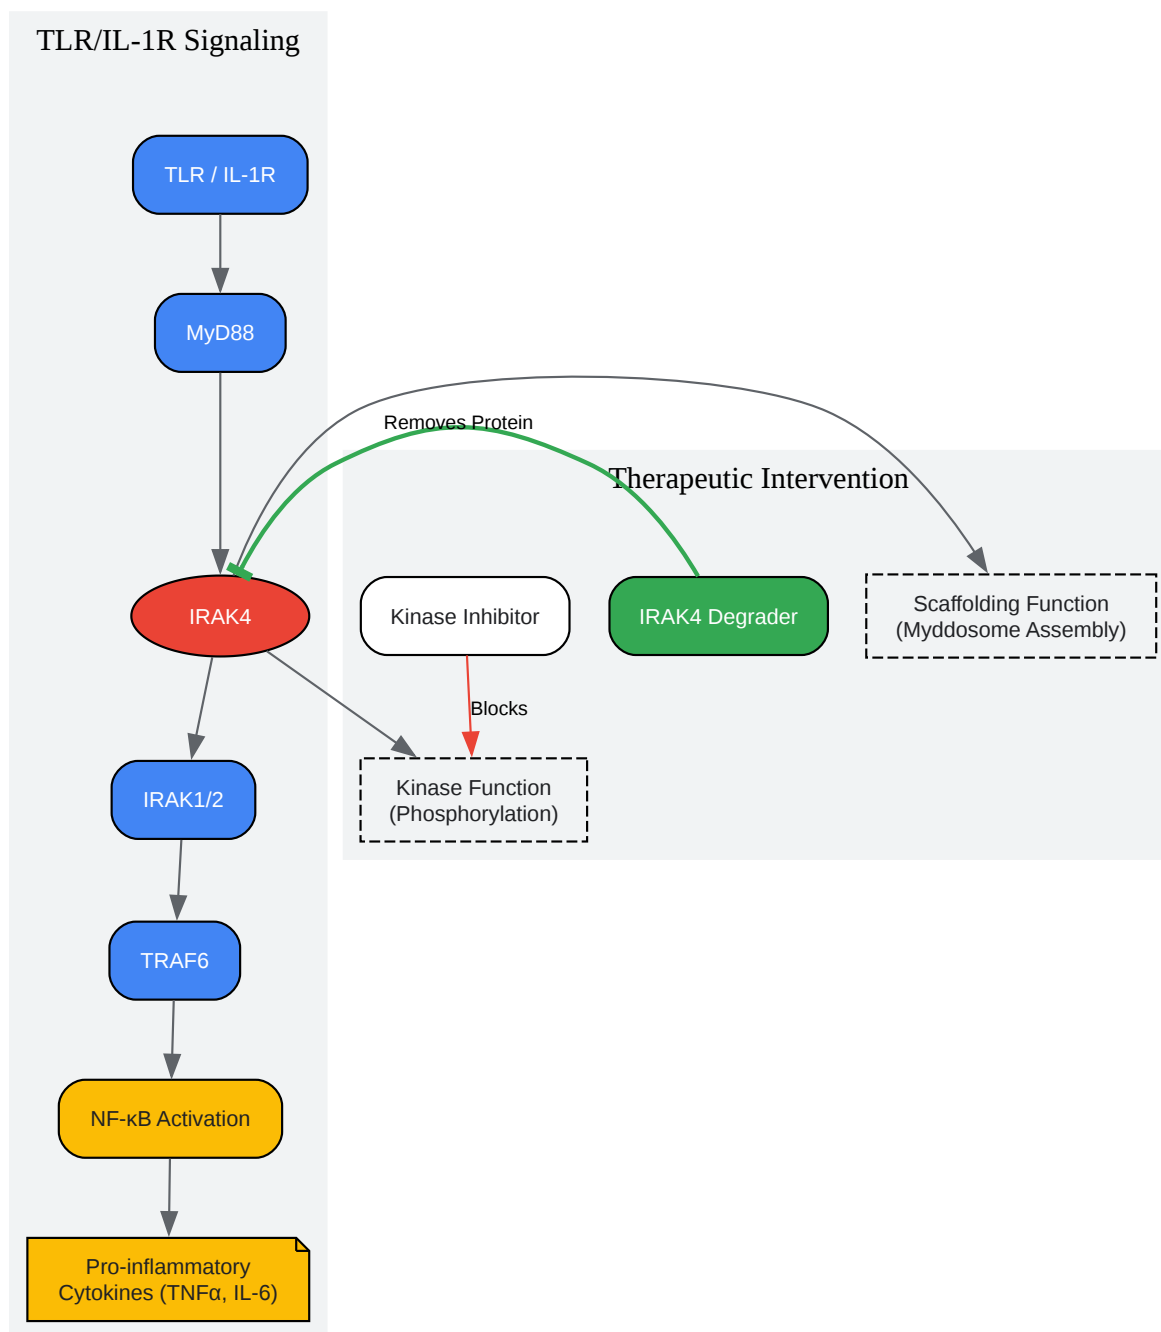 TLR/IL-1R Signaling
TLR / IL-1R
MyD88
Removes Protein
Therapeutic Intervention
IRAK4
Kinase Inhibitor
IRAK4 Degrader
Scaffolding Function
(Myddosome Assembly)
Blocks
IRAK1/2
Kinase Function
(Phosphorylation)
TRAF6
NF-κB Activation
Pro-inflammatory
Cytokines (TNFα, IL-6)